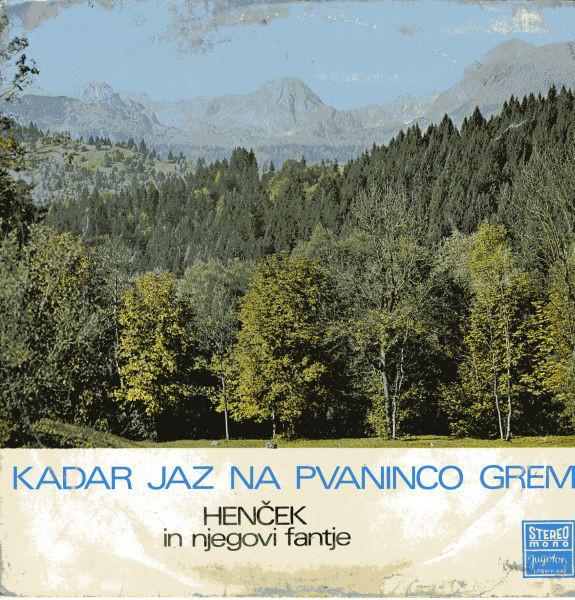 KADAR JAZ NA PVANINCO GREM
HENČEK
in njegovi fantje
STEREO
mono
Jugoton